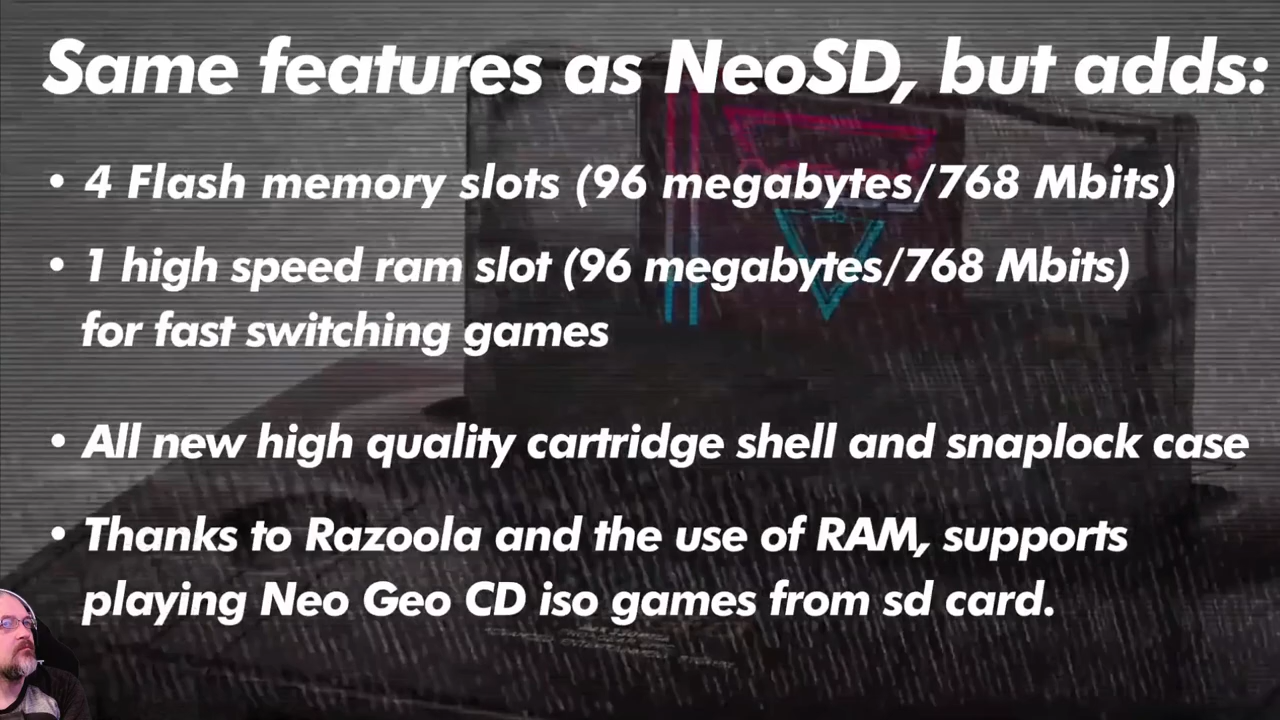 Same features as NeoSD, but adds:
• 4 Flash memory slots (96 megabytes/768 Mbits)
• 1 high speed ram slot (96 megabytes/768 Mbits)
for fast switching games
• All new high quality cartridge shell and snaplock case
• Thanks to Razoola and the use of RAM, supports
playing Neo Geo CD iso games from sd card.